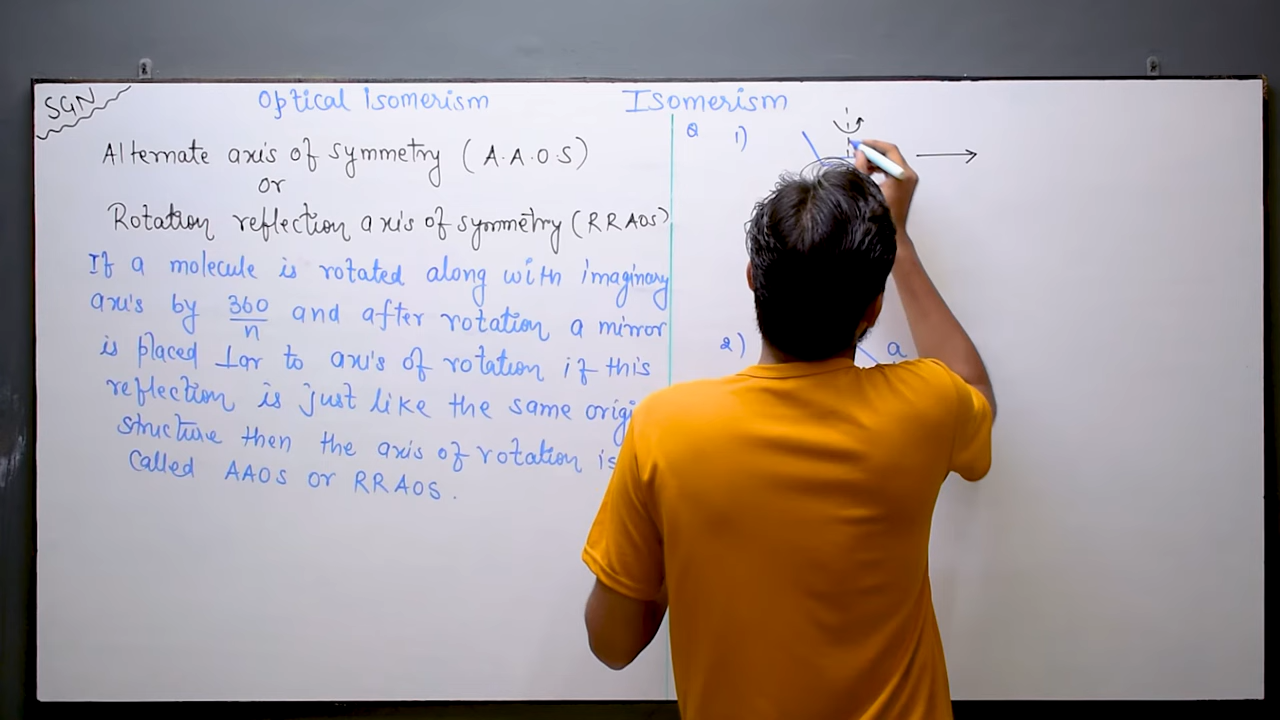 SGN
Optical Isomerism
Isomerism
Alternate axis of symmetry (A.A.O.S)
or
Rotation reflection axis of symmetry (RRAOS)
If a molecule is rotated along with imaginary
axis by 360/n and after rotation a mirror
is placed ⊥ar to axis of rotation if this
reflection is just like the same
structure then the axis of rotation is
called AAOS or RRAOS.
Q 1)
2) a